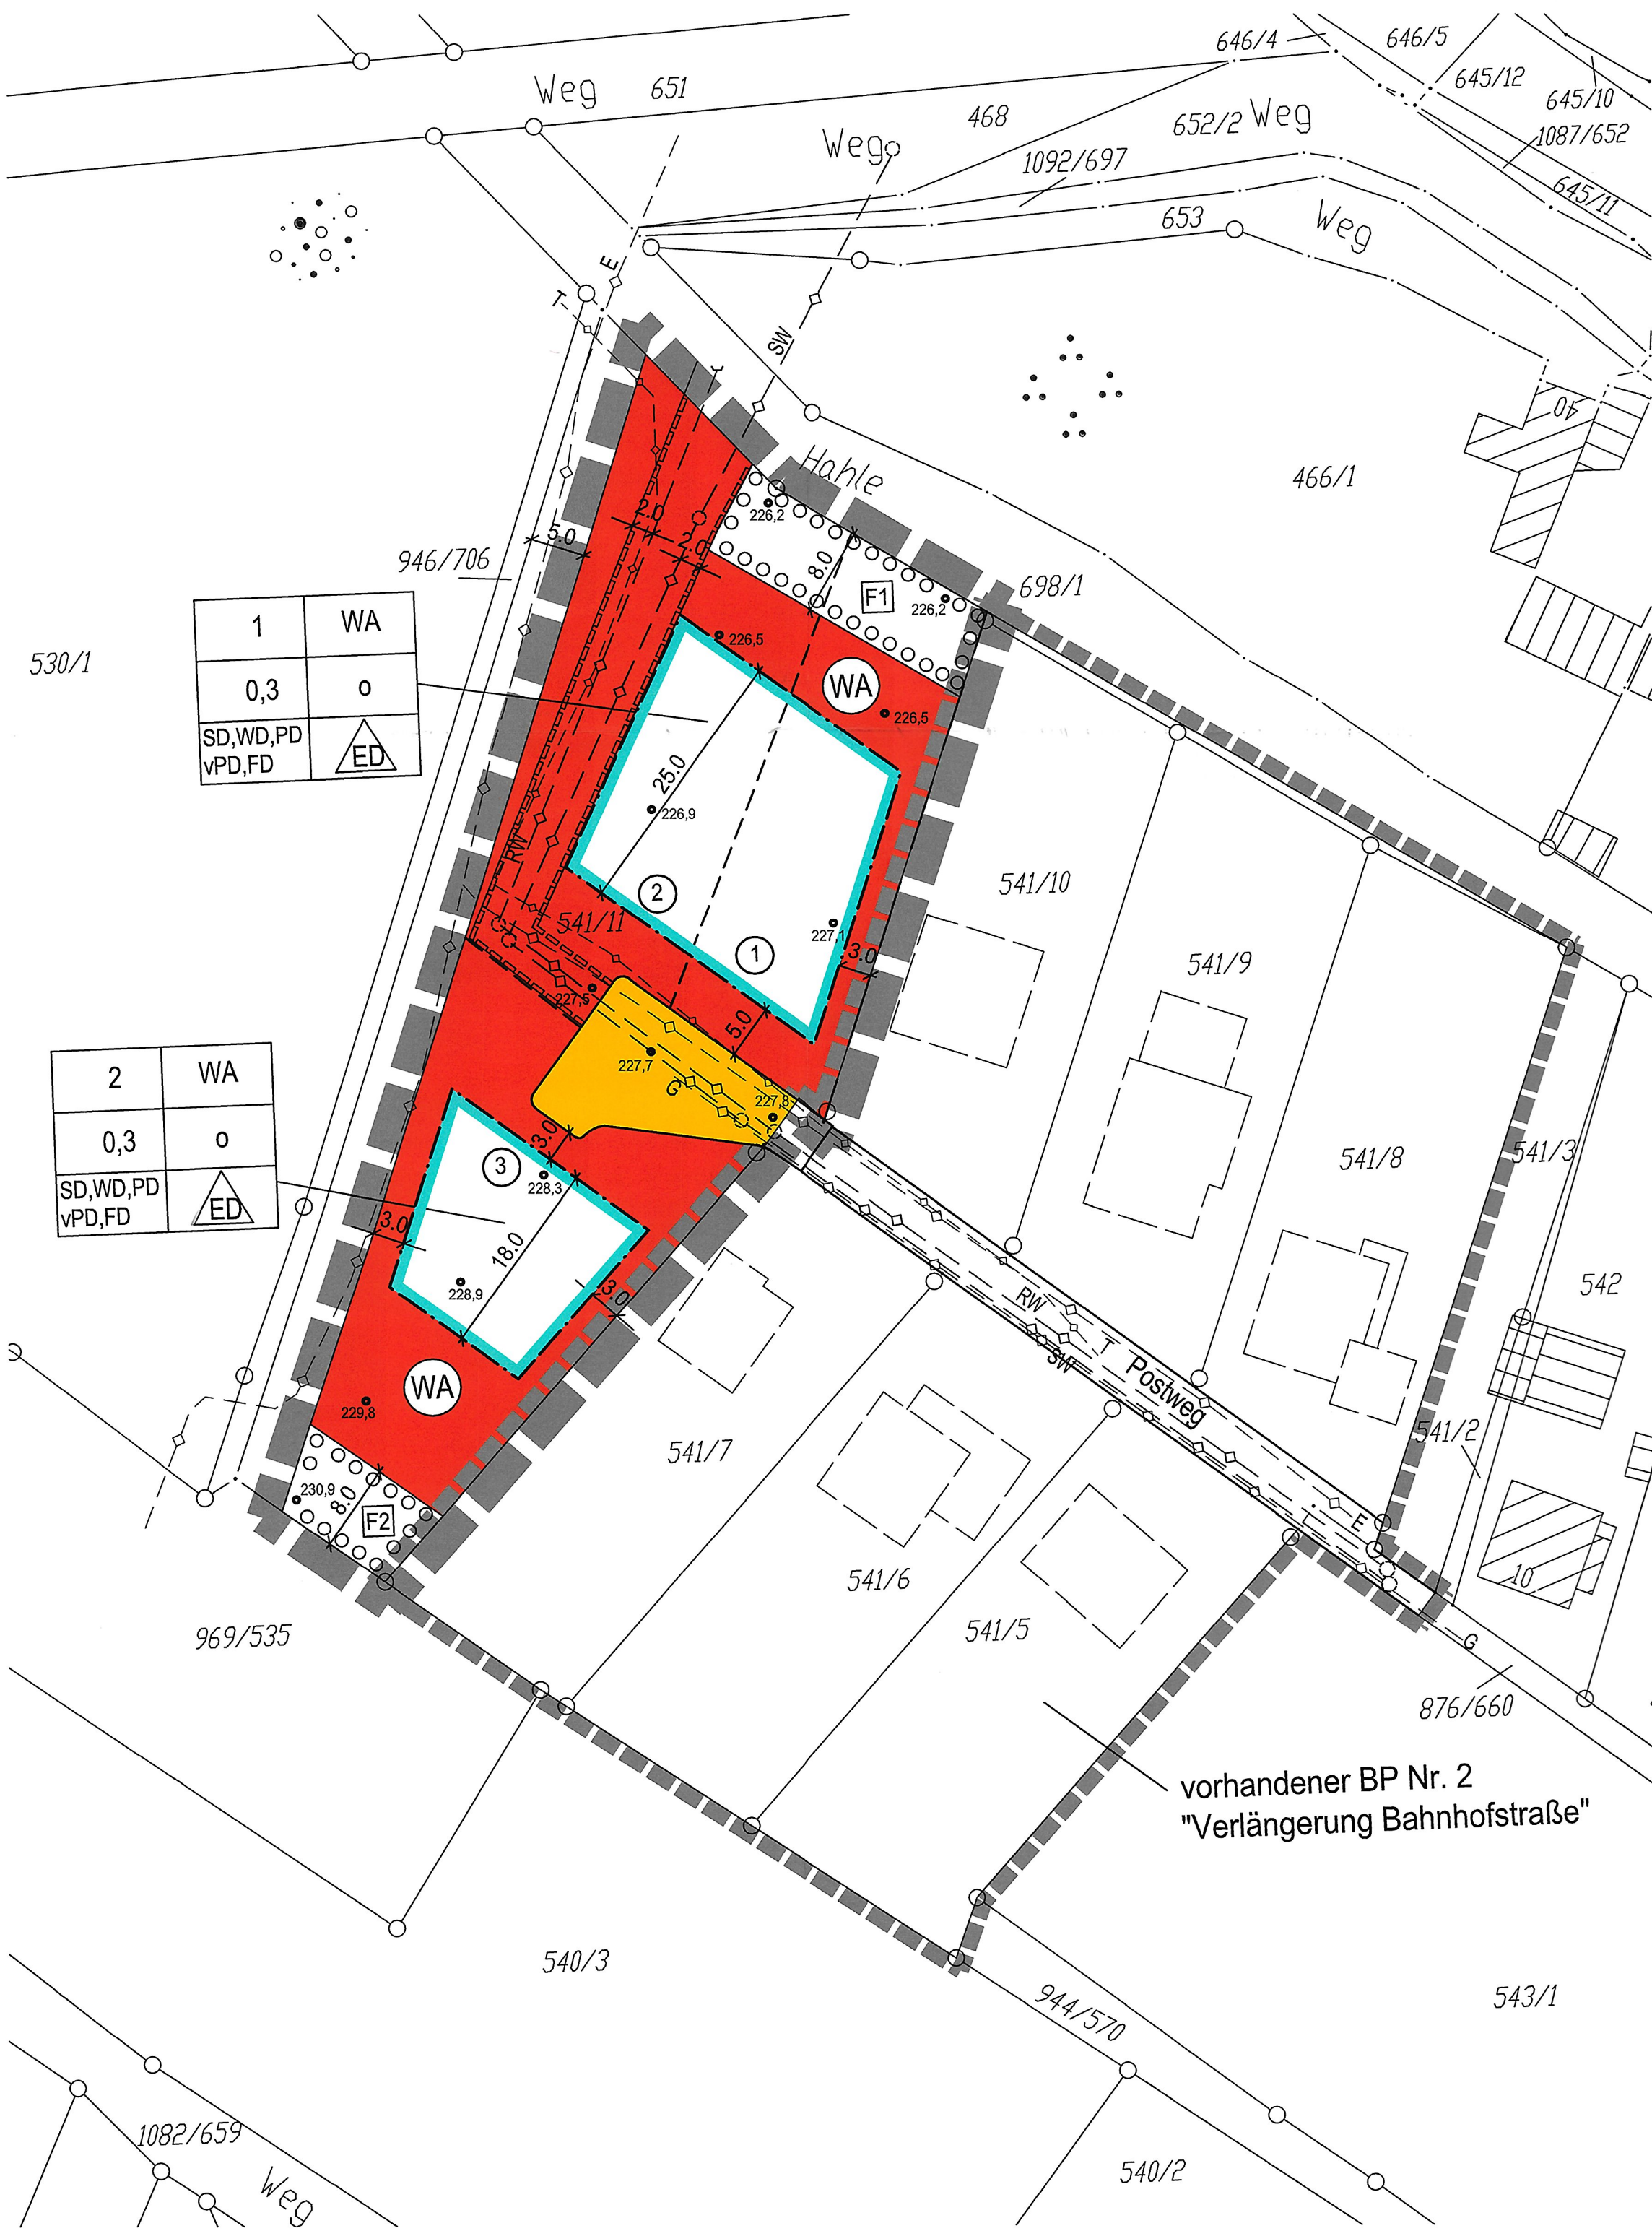 646/4
646/5
Weg
651
645/12
645/10
468
652/2 Weg
1087/652
Weg
1092/697
645/11
653
Weg
E
T
SW
40
Hahle
466/1
226,2
2.0
2.0
5.0
8.0
946/706
F1
226,2
698/1
1
WA
530/1
226,5
0,3
o
WA
226,5
SD,WD,PD
vPD,FD
ED
25.0
226,9
RW
541/10
2
541/11
227,1
1
3.0
541/9
227,5
5.0
2
WA
227,7
G
227,8
0,3
o
3.0
541/8
541/3
3
228,3
SD,WD,PD
vPD,FD
ED
3.0
18.0
228,9
3.0
542
RW
T
SW
Postweg
WA
229,8
541/7
541/2
230,9
8.0
F2
E
541/6
10
969/535
541/5
G
876/660
vorhandener BP Nr. 2
"Verlängerung Bahnhofstraße"
540/3
944/570
543/1
1082/659
540/2
Weg